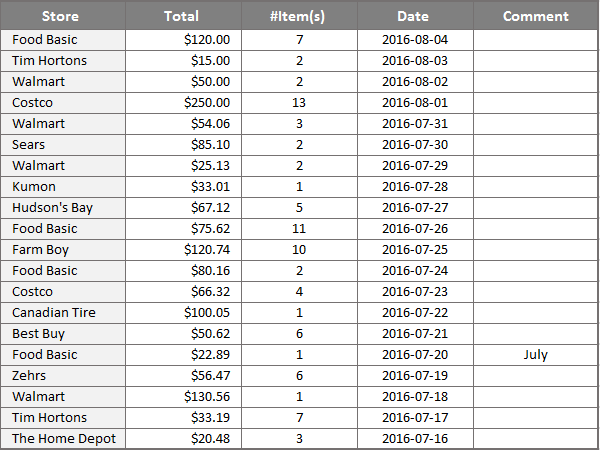 Store Total #Item(s) Date Comment
Food Basic $120.00 7 2016-08-04
Tim Hortons $15.00 2 2016-08-03
Walmart $50.00 2 2016-08-02
Costco $250.00 13 2016-08-01
Walmart $54.06 3 2016-07-31
Sears $85.10 2 2016-07-30
Walmart $25.13 2 2016-07-29
Kumon $33.01 1 2016-07-28
Hudson's Bay $67.12 5 2016-07-27
Food Basic $75.62 11 2016-07-26
Farm Boy $120.74 10 2016-07-25
Food Basic $80.16 2 2016-07-24
Costco $66.32 4 2016-07-23
Canadian Tire $100.05 1 2016-07-22
Best Buy $50.62 6 2016-07-21
Food Basic $22.89 1 2016-07-20 July
Zehrs $56.47 6 2016-07-19
Walmart $130.56 1 2016-07-18
Tim Hortons $33.19 7 2016-07-17
The Home Depot $20.48 3 2016-07-16